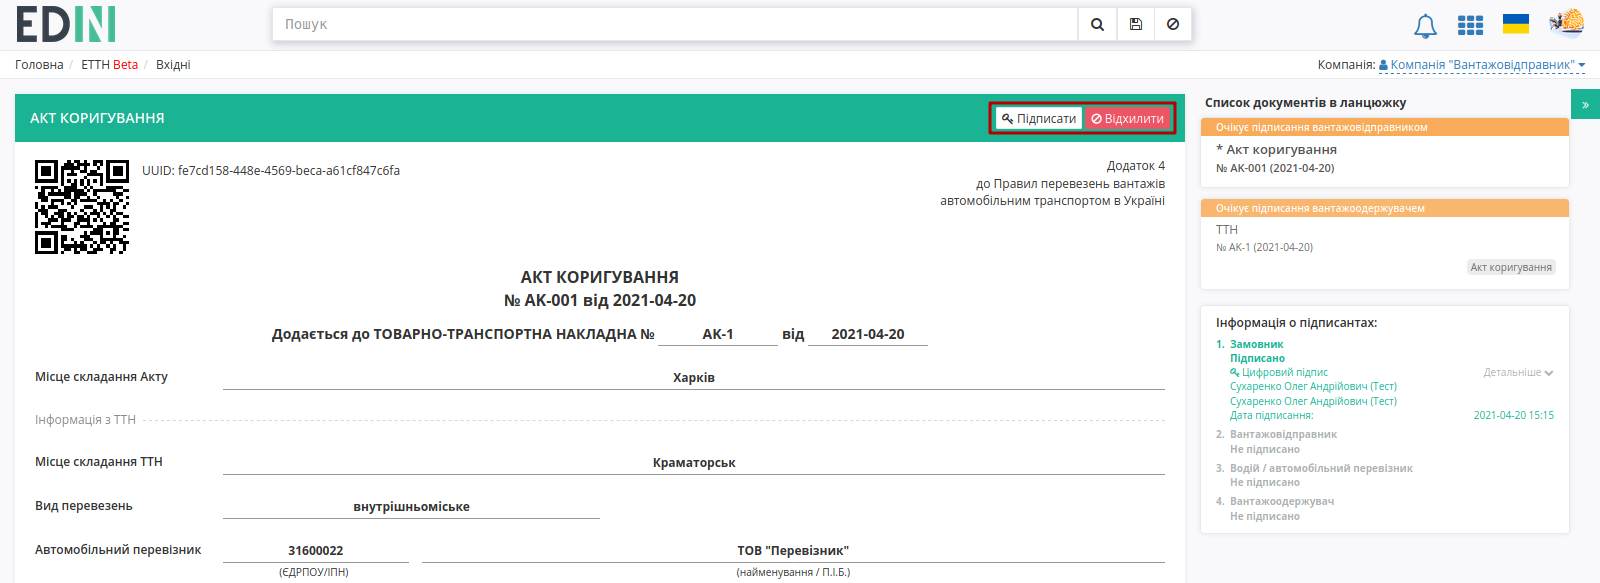 EDIN
Пошук
Головна / ЕТТН Beta / Вхідні
Компанія: Компанія "Вантажовідправник"
АКТ КОРИГУВАННЯ
Підписати
Відхилити
UUID: fe7cd158-448e-4569-beca-a61cf847c6fa
Додаток 4
до Правил перевезень вантажів
автомобільним транспортом в Україні
АКТ КОРИГУВАННЯ
№ АК-001 від 2021-04-20
Додається до ТОВАРНО-ТРАНСПОРТНА НАКЛАДНА № АК-1 від 2021-04-20
Місце складання Акту Харків
Інформація з ТТН
Місце складання ТТН Краматорськ
Вид перевезень внутрішньоміське
Автомобільний перевізник 31600022 ТОВ "Перевізник"
(ЄДРПОУ/ІПН) (найменування / П.І.Б.)
Список документів в ланцюжку
»
Очікує підписання вантажовідправником
* Акт коригування
№ АК-001 (2021-04-20)
Очікує підписання вантажоодержувачем
ТТН
№ АК-1 (2021-04-20)
Акт коригування
Інформація о підписантах:
1. Замовник
Підписано
Цифровий підпис Детальніше
Сухаренко Олег Андрійович (Тест)
Сухаренко Олег Андрійович (Тест)
Дата підписання: 2021-04-20 15:15
2. Вантажовідправник
Не підписано
3. Водій / автомобільний перевізник
Не підписано
4. Вантажоодержувач
Не підписано